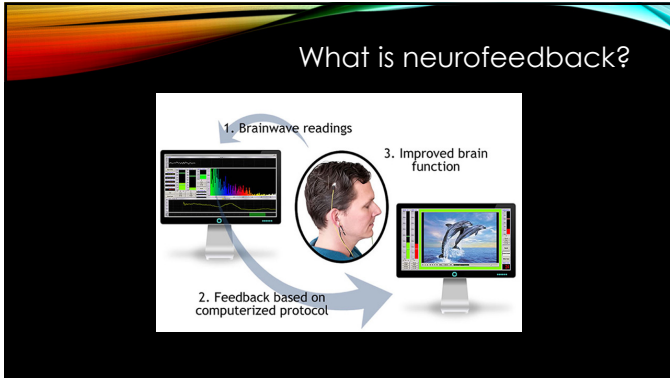 What is neurofeedback?
1. Brainwave readings
3. Improved brain
function
2. Feedback based on
computerized protocol